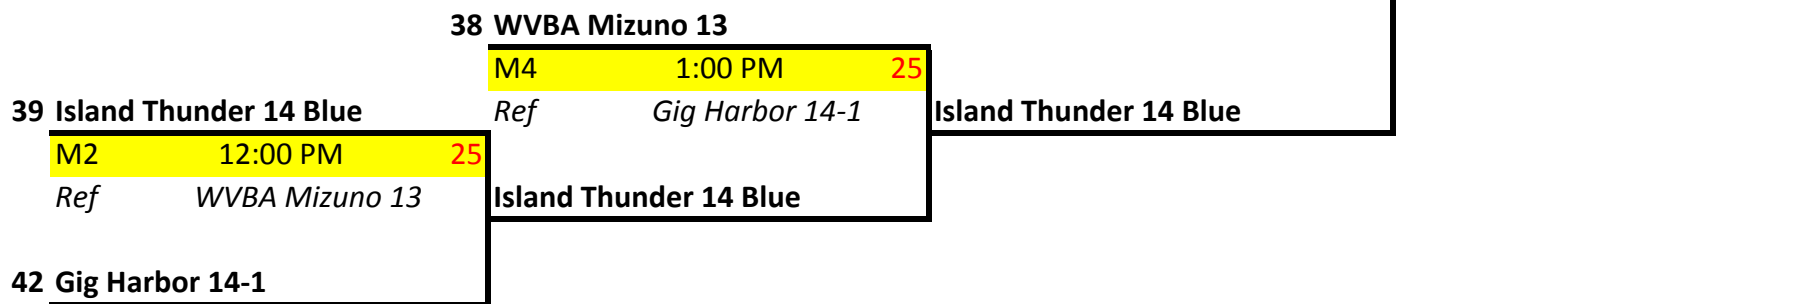 38 WVBA Mizuno 13
M4 1:00 PM 25
39 Island Thunder 14 Blue Ref Gig Harbor 14-1 Island Thunder 14 Blue
M2 12:00 PM 25
Ref WVBA Mizuno 13 Island Thunder 14 Blue
42 Gig Harbor 14-1